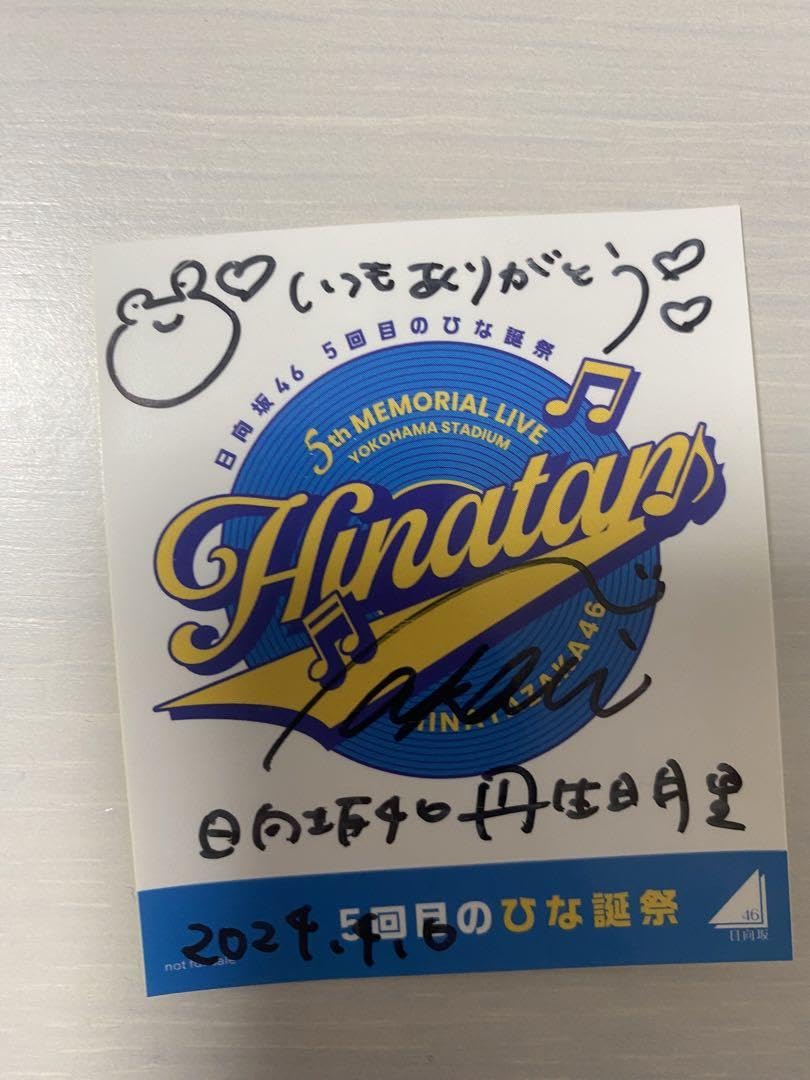 いつもありがとう
日向坂46 5回目のひな誕祭
5th MEMORIAL LIVE
YOKOHAMA STADIUM
Hinatans
HINATAZAKA46
日向坂46 丹生明里
5回目のひな誕祭
2024.4.6
not for sale
46
日向坂